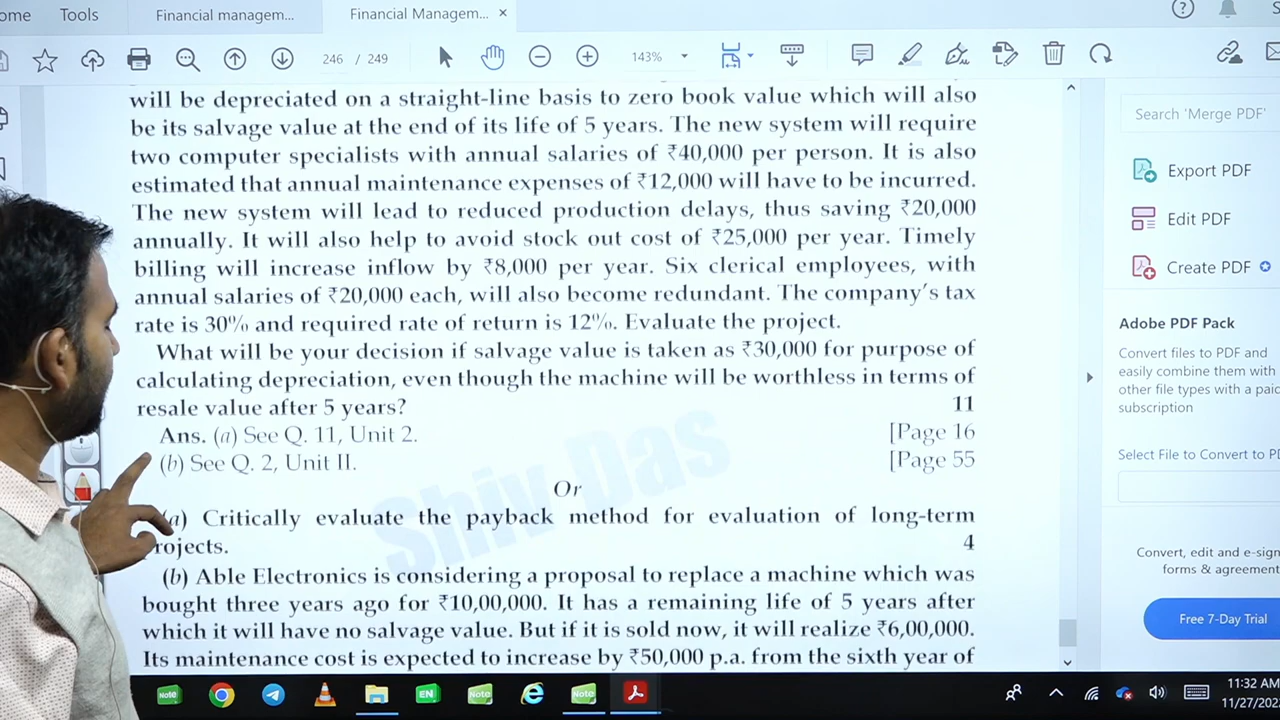 ome Tools Financial managem... Financial Managem... ×
246 / 249 143%
will be depreciated on a straight-line basis to zero book value which will also
be its salvage value at the end of its life of 5 years. The new system will require
two computer specialists with annual salaries of ₹40,000 per person. It is also
estimated that annual maintenance expenses of ₹12,000 will have to be incurred.
The new system will lead to reduced production delays, thus saving ₹20,000
annually. It will also help to avoid stock out cost of ₹25,000 per year. Timely
billing will increase inflow by ₹8,000 per year. Six clerical employees, with
annual salaries of ₹20,000 each, will also become redundant. The company's tax
rate is 30% and required rate of return is 12%. Evaluate the project.
What will be your decision if salvage value is taken as ₹30,000 for purpose of
calculating depreciation, even though the machine will be worthless in terms of
resale value after 5 years? 11
Ans. (a) See Q. 11, Unit 2. [Page 16
(b) See Q. 2, Unit II. [Page 55
Or
a) Critically evaluate the payback method for evaluation of long-term
rojects. 4
(b) Able Electronics is considering a proposal to replace a machine which was
bought three years ago for ₹10,00,000. It has a remaining life of 5 years after
which it will have no salvage value. But if it is sold now, it will realize ₹6,00,000.
Its maintenance cost is expected to increase by ₹50,000 p.a. from the sixth year of
Shiv Das
Search 'Merge PDF'
Export PDF
Edit PDF
Create PDF
Adobe PDF Pack
Convert files to PDF and
easily combine them with
other file types with a paid
subscription
Select File to Convert to PD
Convert, edit and e-sign
forms & agreement
Free 7-Day Trial
Note EN Note Note
11:32 AM
11/27/202